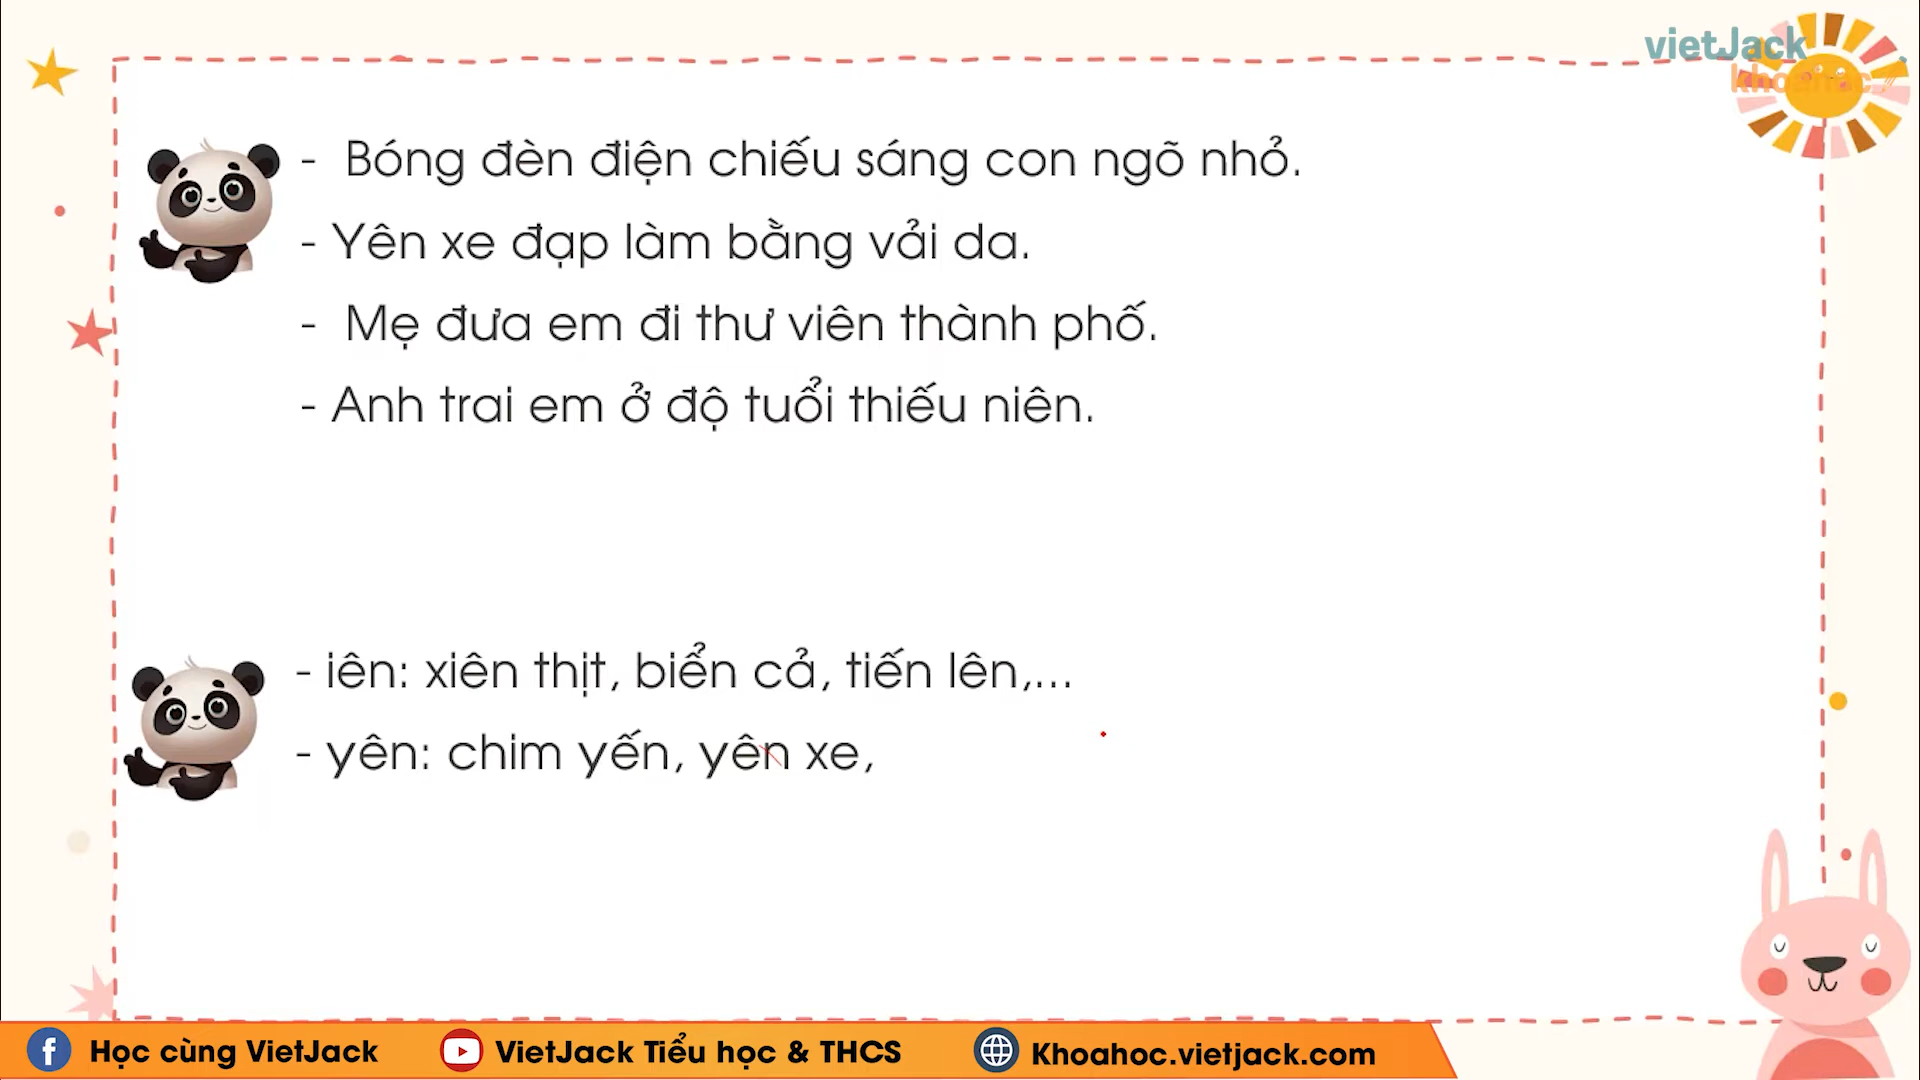 vietJack
khoahoc
- Bóng đèn điện chiếu sáng con ngõ nhỏ.
- Yên xe đạp làm bằng vải da.
- Mẹ đưa em đi thư viên thành phố.
- Anh trai em ở độ tuổi thiếu niên.
- iên: xiên thịt, biển cả, tiến lên,...
- yên: chim yến, yên xe,
Học cùng VietJack
VietJack Tiểu học & THCS
Khoahoc.vietjack.com